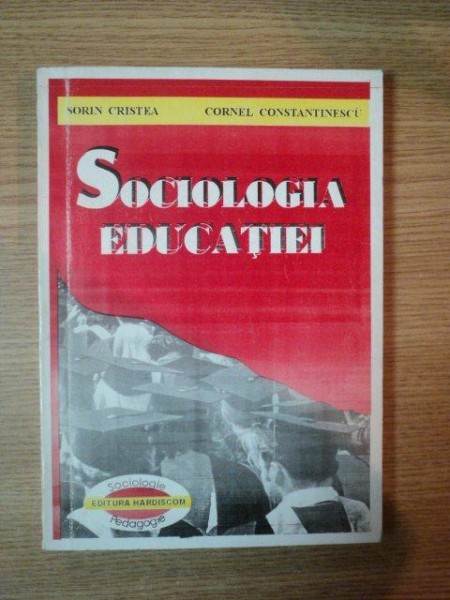 SORIN CRISTEA CORNEL CONSTANTINESCU
SOCIOLOGIA
EDUCAŢIEI
Sociologie
EDITURA HARDISCOM
Pedagogie